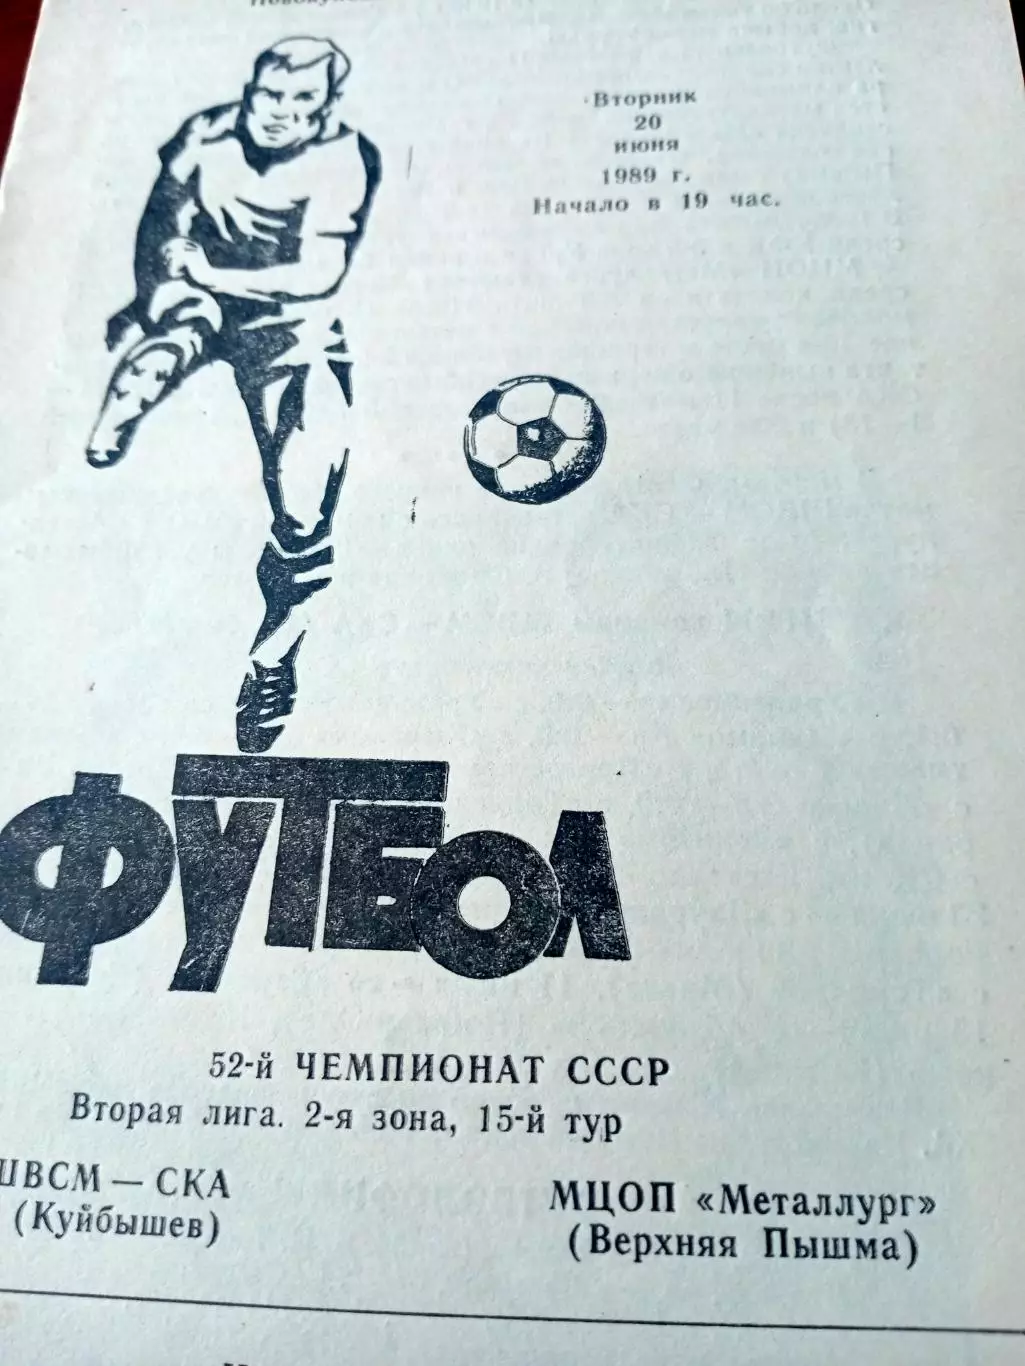 Вторник
20
июня
1989 г.
Начало в 19 час.
ФУТБОЛ
52-й ЧЕМПИОНАТ СССР
Вторая лига. 2-я зона, 15-й тур
ШВСМ — СКА
(Куйбышев)
МЦОП «Металлург»
(Верхняя Пышма)